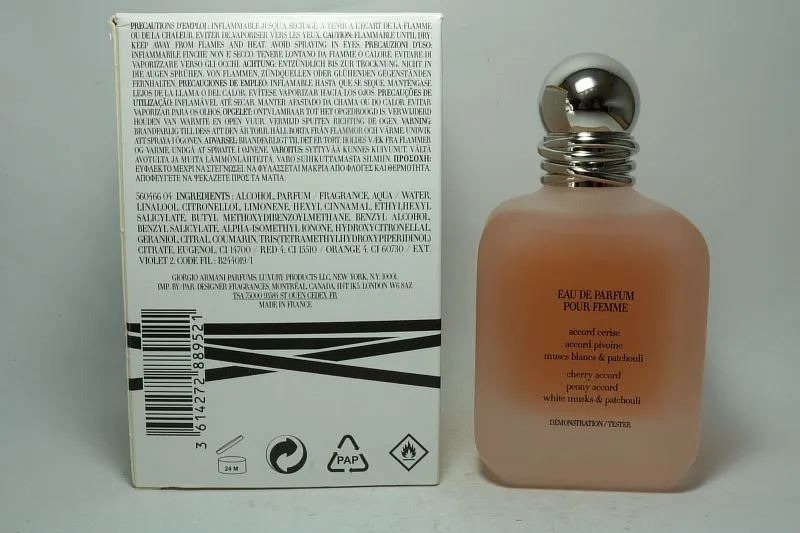 PRECAUTIONS D'EMPLOI : INFLAMMABLE JUSQU'A SECHAGE. A TENIR A L'ECART DE LA FLAMME
OU DE LA CHALEUR. EVITER DE VAPORISER VERS LES YEUX. CAUTION: FLAMMABLE UNTIL DRY.
KEEP AWAY FROM FLAMES AND HEAT. AVOID SPRAYING IN EYES. PRECAUZIONI D'USO:
INFIAMMABILE FINCHE' NON E' SECCO. TENERE LONTANO DA FIAMME O CALORE. EVITARE DI
VAPORIZZARE VERSO GLI OCCHI. ACHTUNG: ENTZÜNDLICH BIS ZUR TROCKNUNG. NICHT IN
DIE AUGEN SPRÜHEN. VON FLAMMEN, ZÜNDQUELLEN ODER GLÜHENDEN GEGENSTÄNDEN
FERNHALTEN. PRECAUCIONES DE EMPLEO: INFLAMABLE HASTA QUE SE SEQUE. MANTÉNGASE
LEJOS DE LA LLAMA O DEL CALOR. EVÍTESE VAPORIZAR HACIA LOS OJOS. PRECAUÇÕES DE
UTILIZAÇÃO: INFLAMÁVEL ATÉ SECAR. MANTER AFASTADO DA CHAMA OU DO CALOR. EVITAR
VAPORIZAR PARA OS OLHOS. OPGELET: ONTVLAMBAAR TOT HET OPGEDROOGD IS. VERWIJDERD
HOUDEN VAN WARMTE EN OPEN VUUR. VERMIJD SPUITEN RICHTING DE OGEN. VARNING:
BRANDFARLIG TILL DESS ATT DEN ÄR TORR. HÅLL BORTA FRÅN FLAMMOR OCH VÄRME. UNDVIK
ATT SPRAYA I ÖGONEN. ADVARSEL: BRANDFARLIGT TIL DET ER TØRT. HOLDES VÆK FRA FLAMMER
OG VARME. UNDGÅ AT SPRØJTE I ØJNENE. VAROITUS: SYTTYVÄÄ KUNNES KUIVUNUT. VÄLTÄ
AVOTULTA JA MUITA LÄMMÖNLÄHTEITÄ. VARO SUIHKUTTAMASTA SILMIIN. ΠΡΟΣΟΧΗ:
ΕΥΦΛΕΚΤΟ ΜΕΧΡΙ ΝΑ ΣΤΕΓΝΩΣΕΙ. ΝΑ ΦΥΛΑΣΣΕΤΑΙ ΜΑΚΡΙΑ ΑΠΟ ΦΛΟΓΕΣ ΚΑΙ ΘΕΡΜΟΤΗΤΑ.
ΑΠΟΦΕΥΓΕΤΕ ΝΑ ΨΕΚΑΖΕΤΕ ΠΡΟΣ ΤΑ ΜΑΤΙΑ.
560466 04 INGREDIENTS : ALCOHOL, PARFUM / FRAGRANCE, AQUA / WATER,
LINALOOL, CITRONELLOL, LIMONENE, HEXYL CINNAMAL, ETHYLHEXYL
SALICYLATE, BUTYL METHOXYDIBENZOYLMETHANE, BENZYL ALCOHOL,
BENZYL SALICYLATE, ALPHA-ISOMETHYL IONONE, HYDROXYCITRONELLAL,
GERANIOL, CITRAL, COUMARIN, TRIS(TETRAMETHYLHYDROXYPIPERIDINOL)
CITRATE, EUGENOL, CI 14700 / RED 4, CI 15510 / ORANGE 4, CI 60730 / EXT.
VIOLET 2. CODE FIL : B244019/1
GIORGIO ARMANI PARFUMS, LUXURY PRODUCTS LLC, NEW YORK, N.Y. 10001.
IMP. BY/PAR: DESIGNER FRAGRANCES, MONTRÉAL, CANADA, H4T 1K5. LONDON W6 8AZ
TSA 75000 93584 ST OUEN CEDEX. FR
MADE IN FRANCE
3 614272 889521
24 M
PAP
EAU DE PARFUM
POUR FEMME
accord cerise
accord pivoine
muscs blancs & patchouli
cherry accord
peony accord
white musks & patchouli
DÉMONSTRATION / TESTER